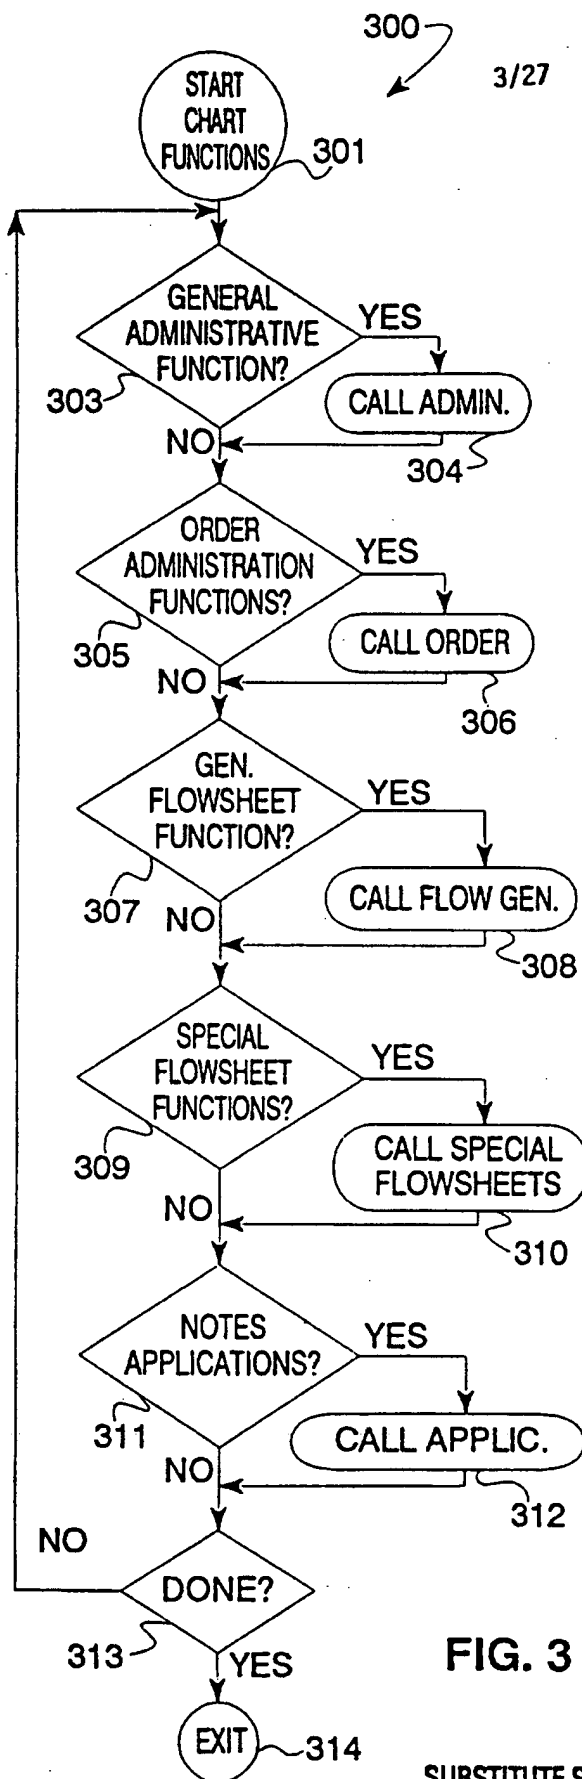 300
3/27
START
CHART
FUNCTIONS
301
GENERAL
ADMINISTRATIVE
FUNCTION?
YES
303
CALL ADMIN.
NO
304
ORDER
ADMINISTRATION
FUNCTIONS?
YES
305
CALL ORDER
NO
306
GEN.
FLOWSHEET
FUNCTION?
YES
307
CALL FLOW GEN.
NO
308
SPECIAL
FLOWSHEET
FUNCTIONS?
YES
309
CALL SPECIAL
FLOWSHEETS
NO
310
NOTES
APPLICATIONS?
YES
311
CALL APPLIC.
NO
312
NO
DONE?
313
YES
FIG. 3
EXIT
314
SUBSTITUTE S